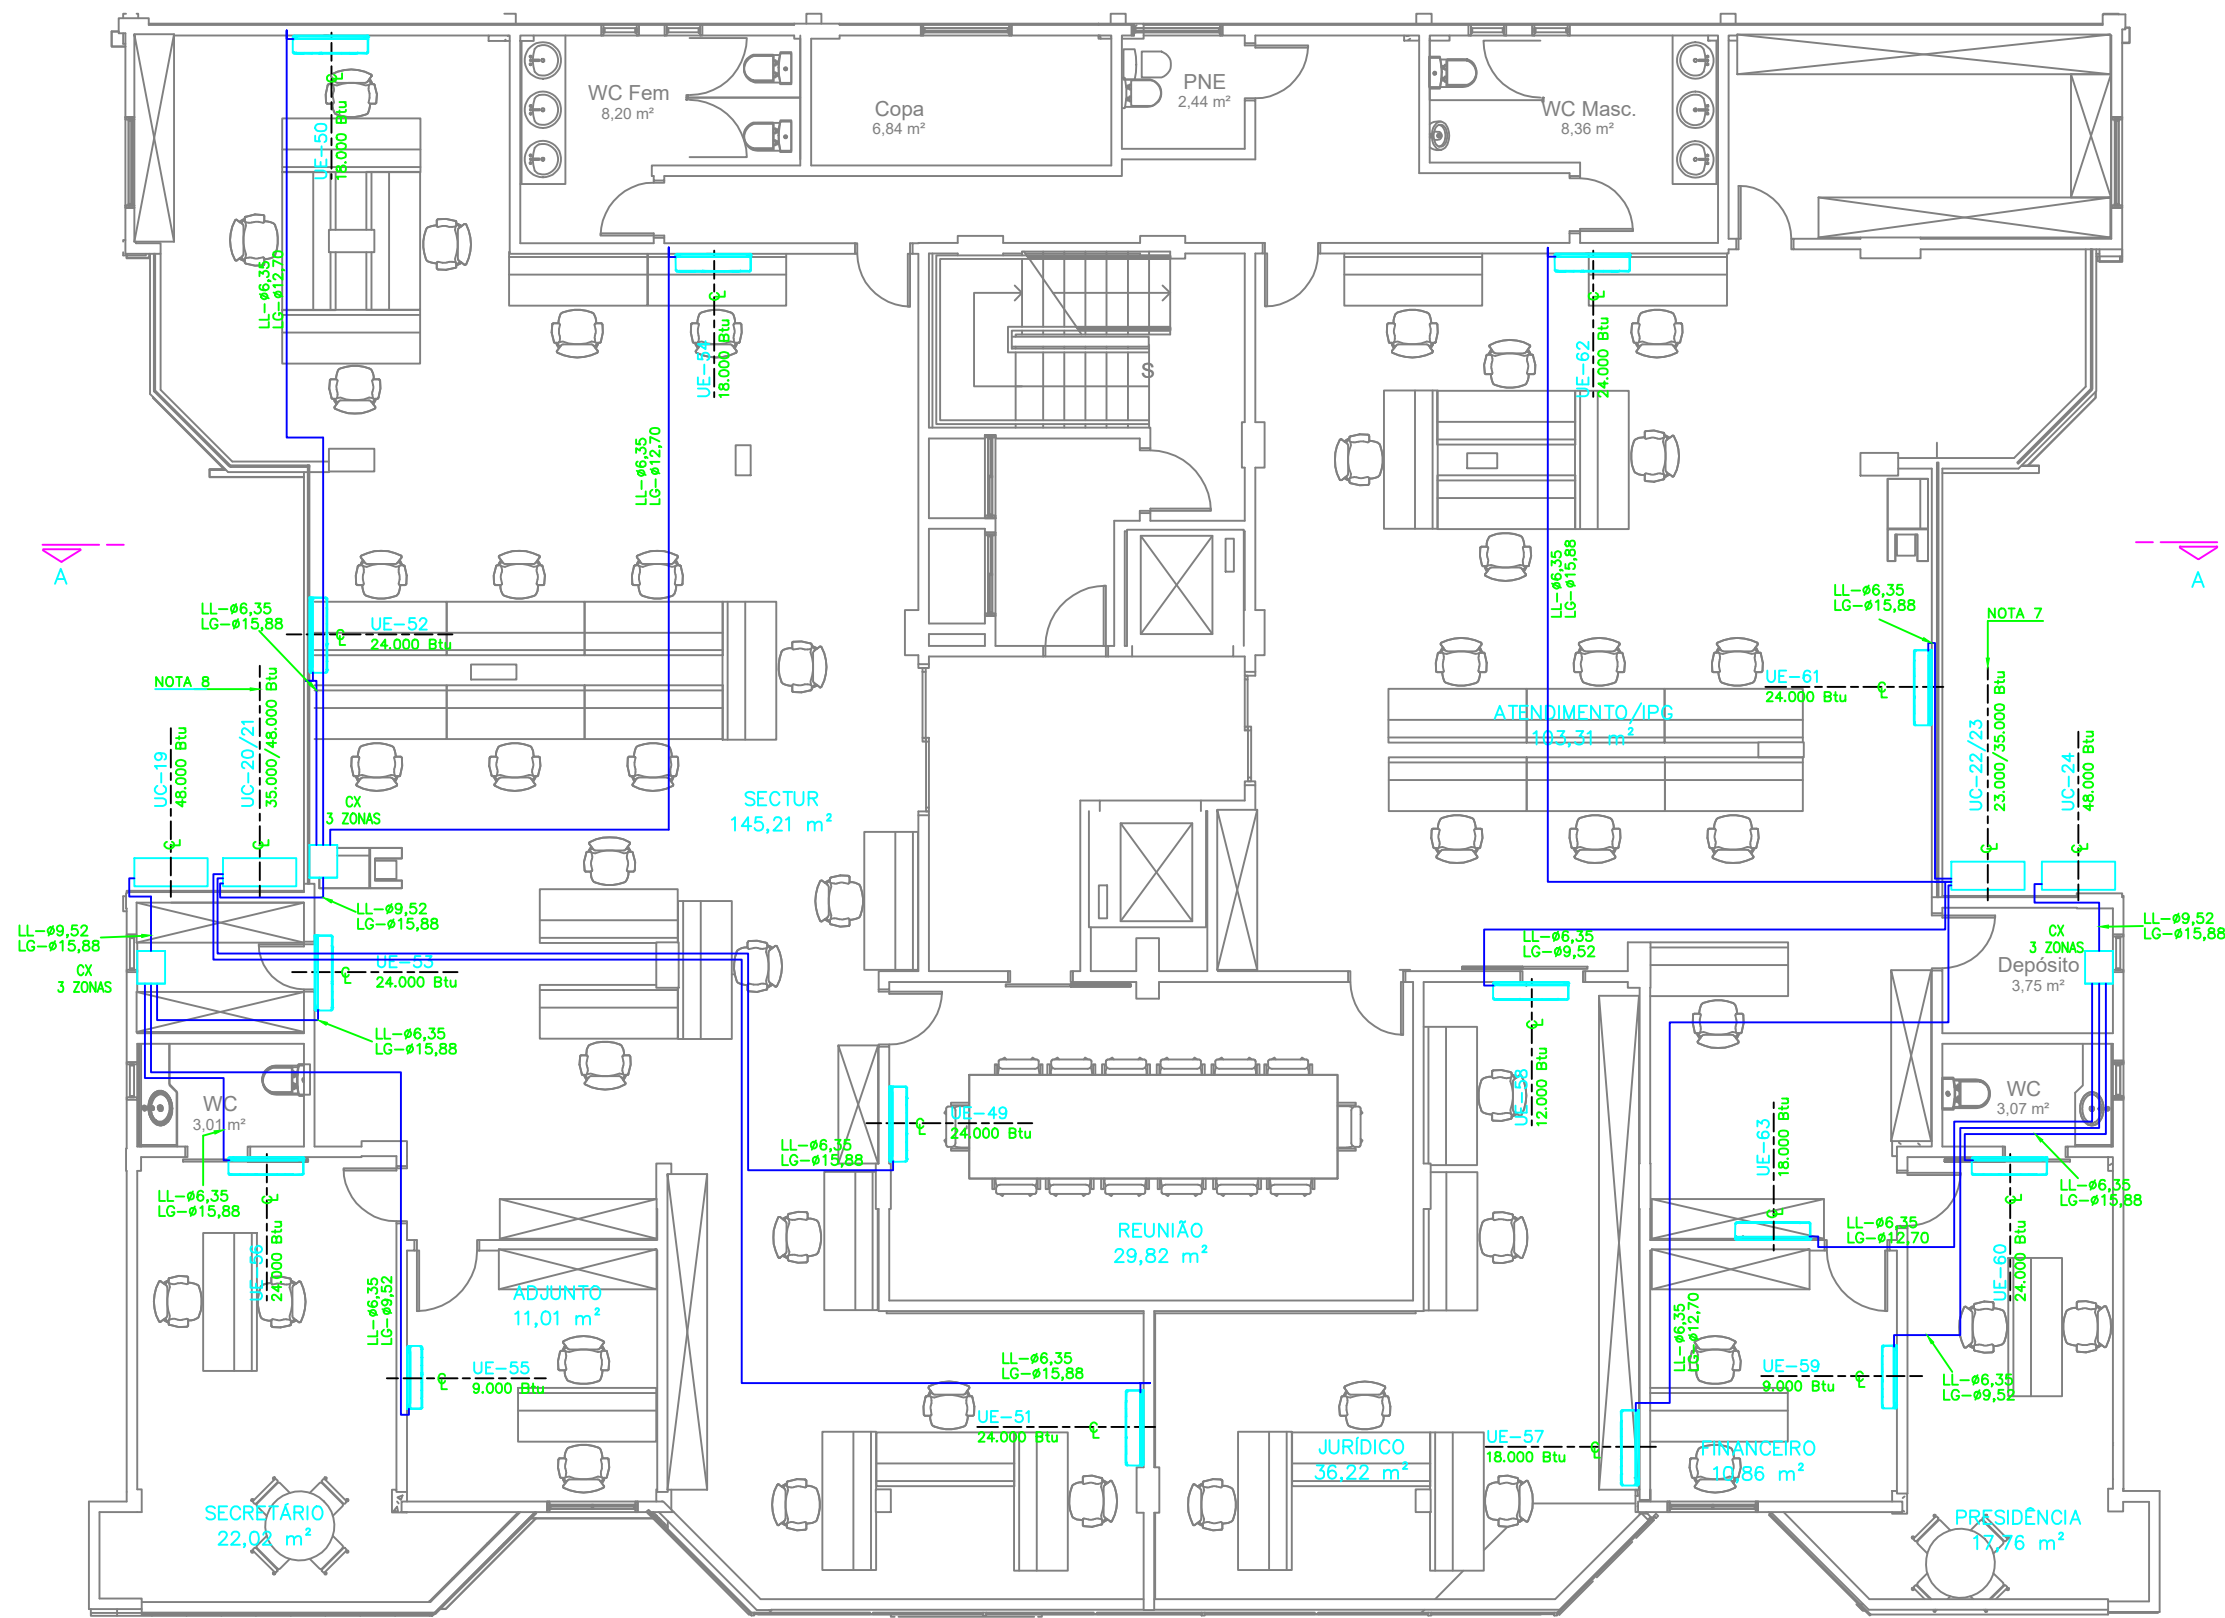 WC Fem
8,20 m²
Copa
6,84 m²
PNE
2,44 m²
WC Masc.
8,36 m²
UE-50
18.000 Btu
LL-ø6,35
LG-ø12,70
UE-54
18.000 Btu
LL-ø6,35
LG-ø12,70
S
UE-62
24.000 Btu
LL-ø6,35
LG-ø15,88
A
A
LL-ø6,35
LG-ø15,88
UE-52
24.000 Btu
LL-ø6,35
LG-ø15,88
NOTA 7
UE-61
24.000 Btu
NOTA 8
UC-19
48.000 Btu
UC-20/21
35.000/48.000 Btu
ATENDIMENTO/IPG
103,31 m²
UC-22/23
23.000/35.000 Btu
UC-24
48.000 Btu
CX
3 ZONAS
SECTUR
145,21 m²
LL-ø9,52
LG-ø15,88
LL-ø9,52
LG-ø15,88
CX
3 ZONAS
UE-53
24.000 Btu
LL-ø6,35
LG-ø9,52
CX
3 ZONAS
LL-ø9,52
LG-ø15,88
Depósito
3,75 m²
LL-ø6,35
LG-ø15,88
WC
3,01 m²
UE-49
24.000 Btu
LL-ø6,35
LG-ø15,88
UE-58
12.000 Btu
UE-63
18.000 Btu
WC
3,07 m²
LL-ø6,35
LG-ø15,88
UE-56
24.000 Btu
LL-ø6,35
LG-ø15,88
REUNIÃO
29,82 m²
LL-ø6,35
LG-ø12,70
UE-60
24.000 Btu
ADJUNTO
11,01 m²
LL-ø6,35
LG-ø9,52
UE-55
9.000 Btu
LL-ø6,35
LG-ø15,88
LL-ø6,35
LG-ø12,70
UE-59
9.000 Btu
LL-ø6,35
LG-ø9,52
UE-51
24.000 Btu
JURÍDICO
36,22 m²
UE-57
18.000 Btu
FINANCEIRO
10,86 m²
SECRETÁRIO
22,02 m²
PRESIDÊNCIA
17,76 m²